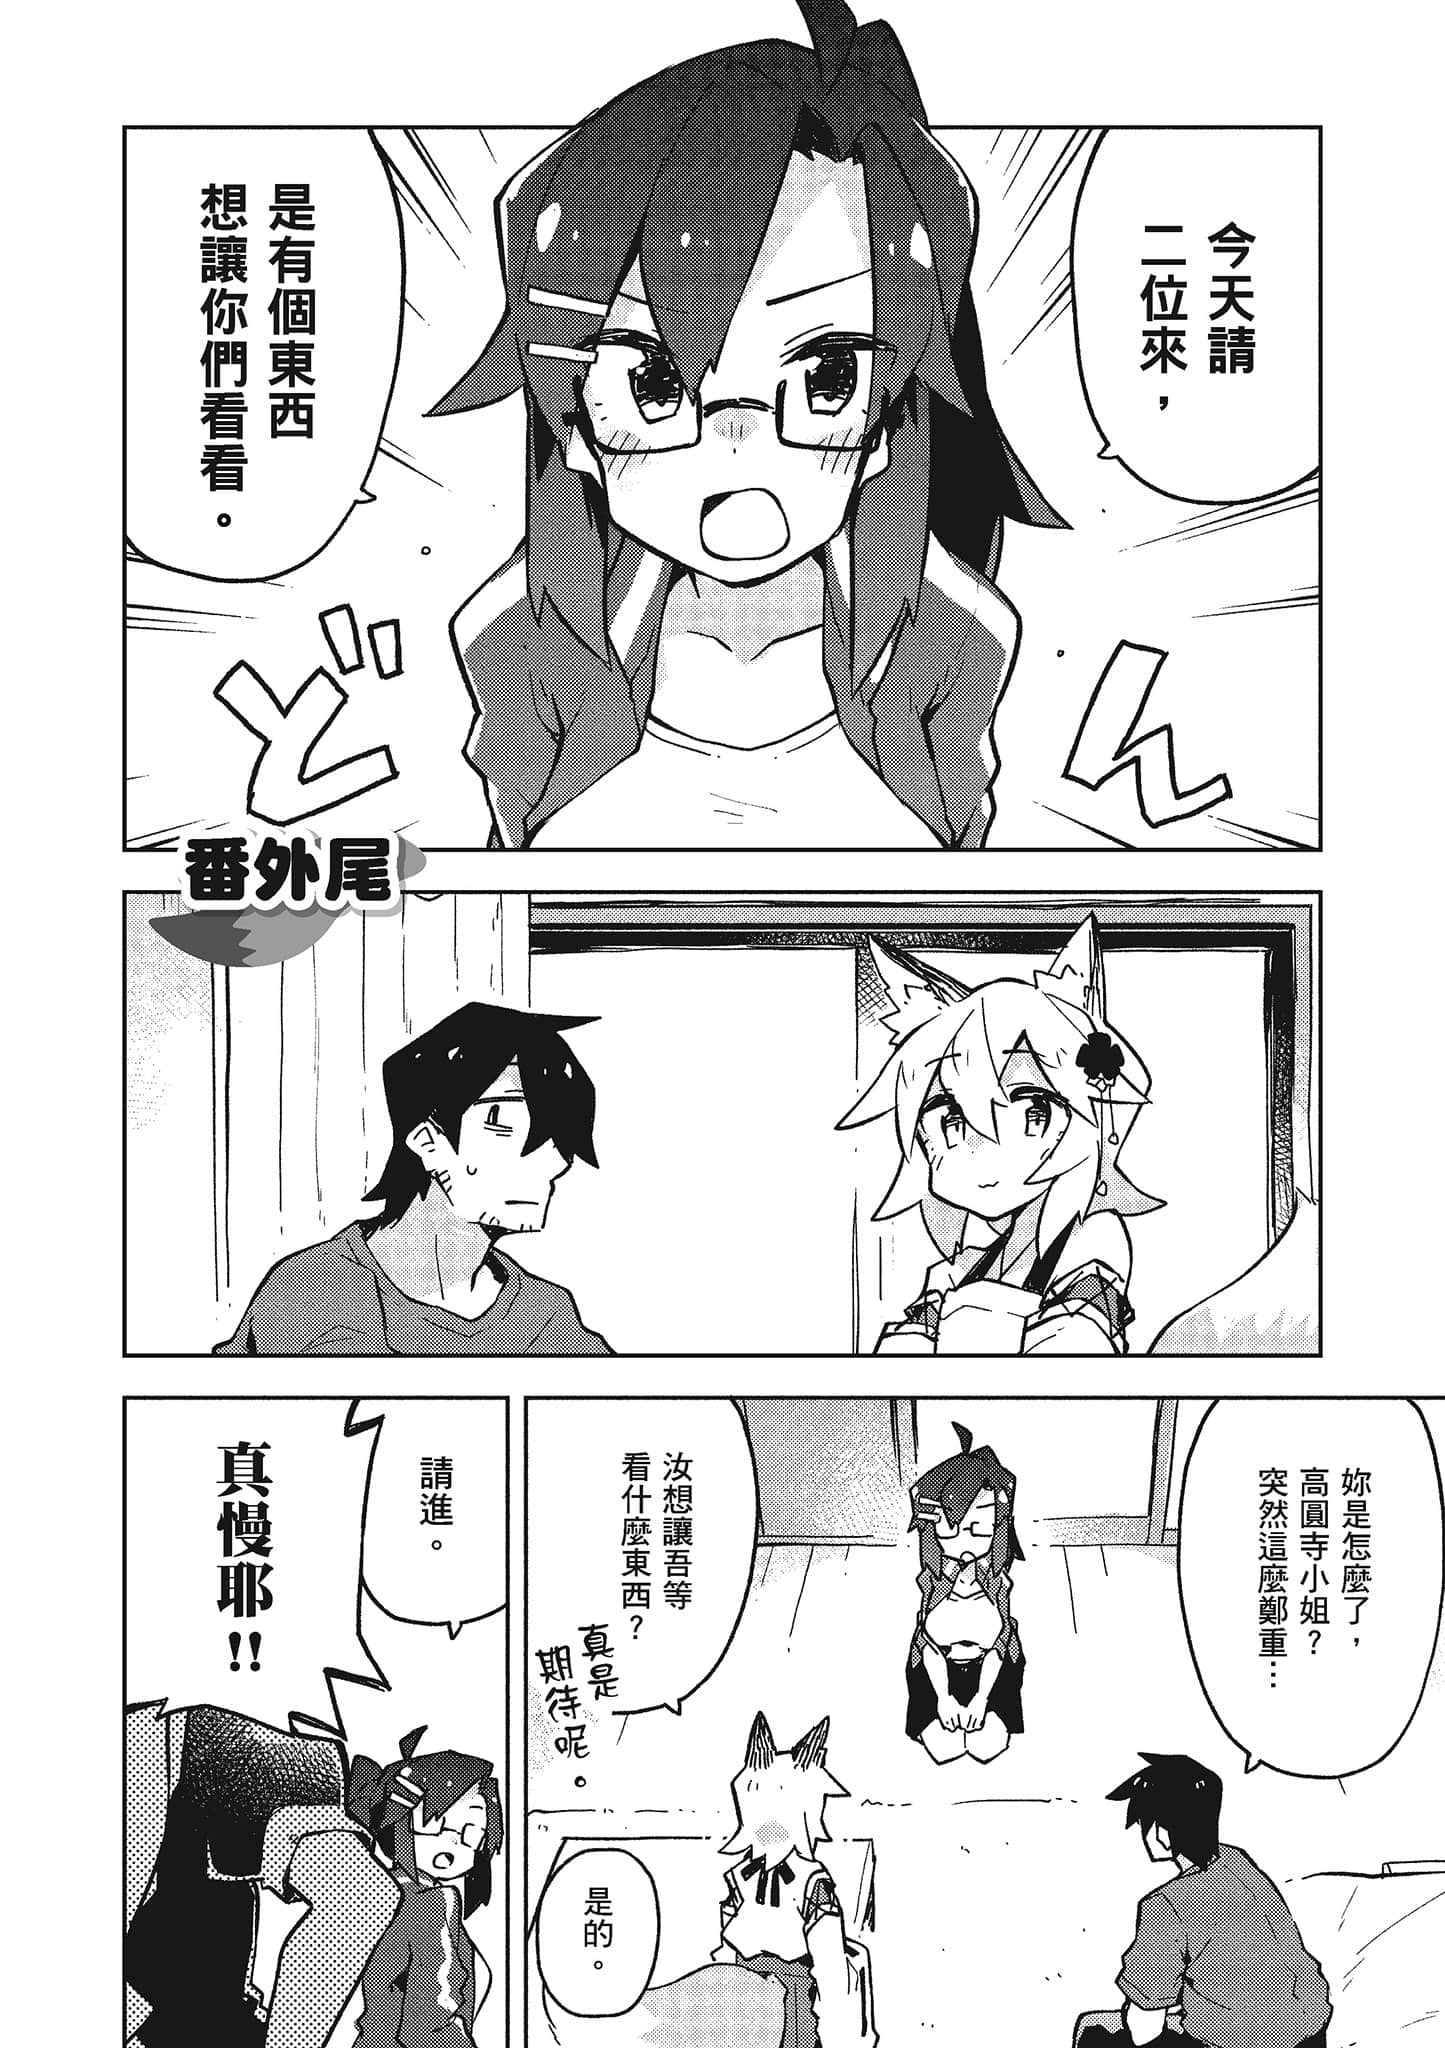 今天請
二位來，
是有個東西
想讓你們看看。
どん
番外尾
妳是怎麼了，
高圓寺小姐？
突然這麼鄭重…
汝想讓吾等
看什麼東西？
真是
期待呢。
是的。
請進。
真慢耶!!